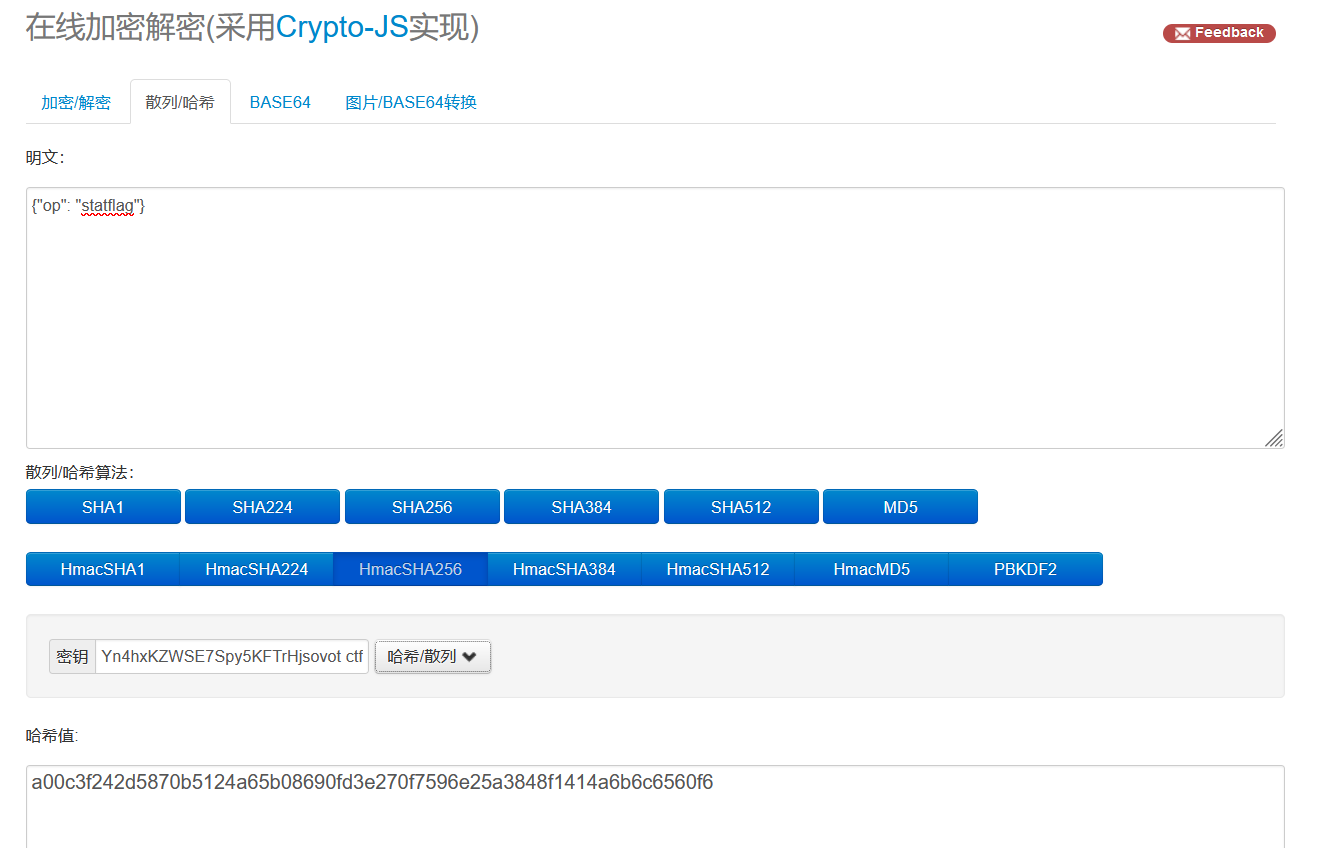 在线加密解密(采用Crypto-JS实现)
Feedback
加密/解密 散列/哈希 BASE64 图片/BASE64转换
明文:
{"op": "statflag"}
散列/哈希算法:
SHA1 SHA224 SHA256 SHA384 SHA512 MD5
HmacSHA1 HmacSHA224 HmacSHA256 HmacSHA384 HmacSHA512 HmacMD5 PBKDF2
密钥 Yn4hxKZWSE7Spy5KFTrHjsovot ctf 哈希/散列
哈希值:
a00c3f242d5870b5124a65b08690fd3e270f7596e25a3848f1414a6b6c6560f6